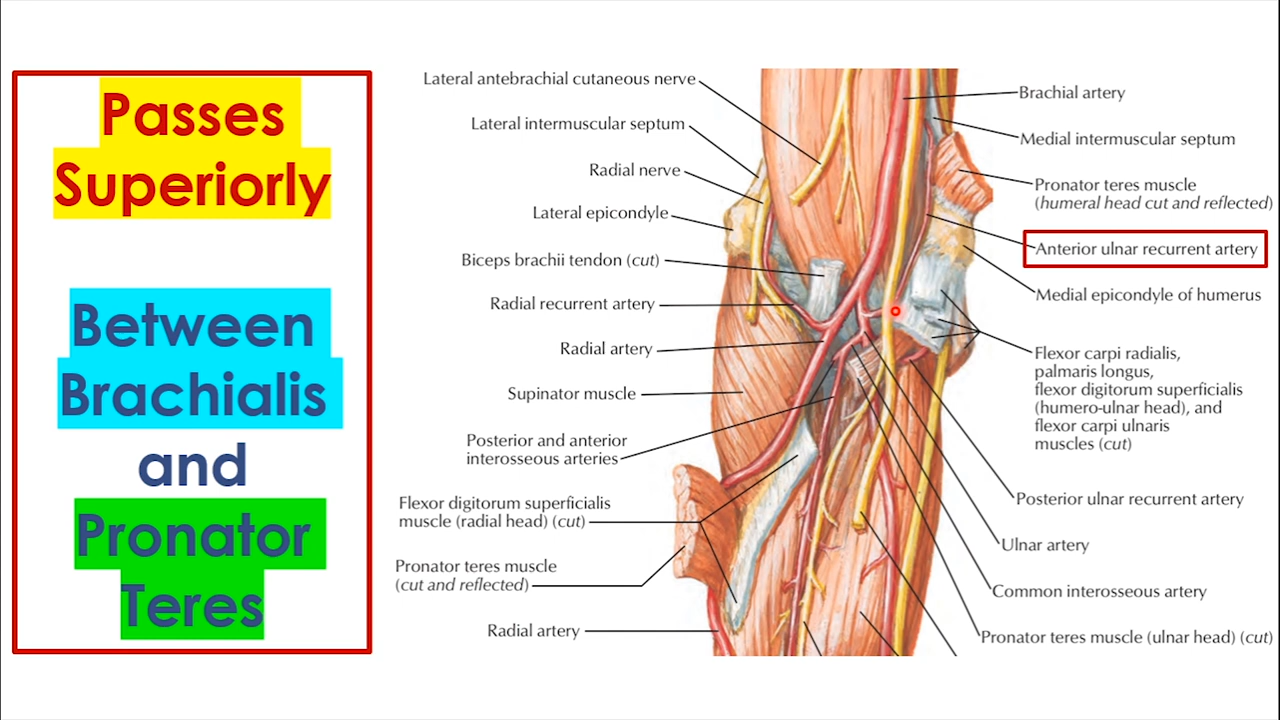 Passes
Superiorly
Between
Brachialis
and
Pronator
Teres
Lateral antebrachial cutaneous nerve
Lateral intermuscular septum
Radial nerve
Lateral epicondyle
Biceps brachii tendon (cut)
Radial recurrent artery
Radial artery
Supinator muscle
Posterior and anterior
interosseous arteries
Flexor digitorum superficialis
muscle (radial head) (cut)
Pronator teres muscle
(cut and reflected)
Radial artery
Brachial artery
Medial intermuscular septum
Pronator teres muscle
(humeral head cut and reflected)
Anterior ulnar recurrent artery
Medial epicondyle of humerus
Flexor carpi radialis,
palmaris longus,
flexor digitorum superficialis
(humero-ulnar head), and
flexor carpi ulnaris
muscles (cut)
Posterior ulnar recurrent artery
Ulnar artery
Common interosseous artery
Pronator teres muscle (ulnar head) (cut)